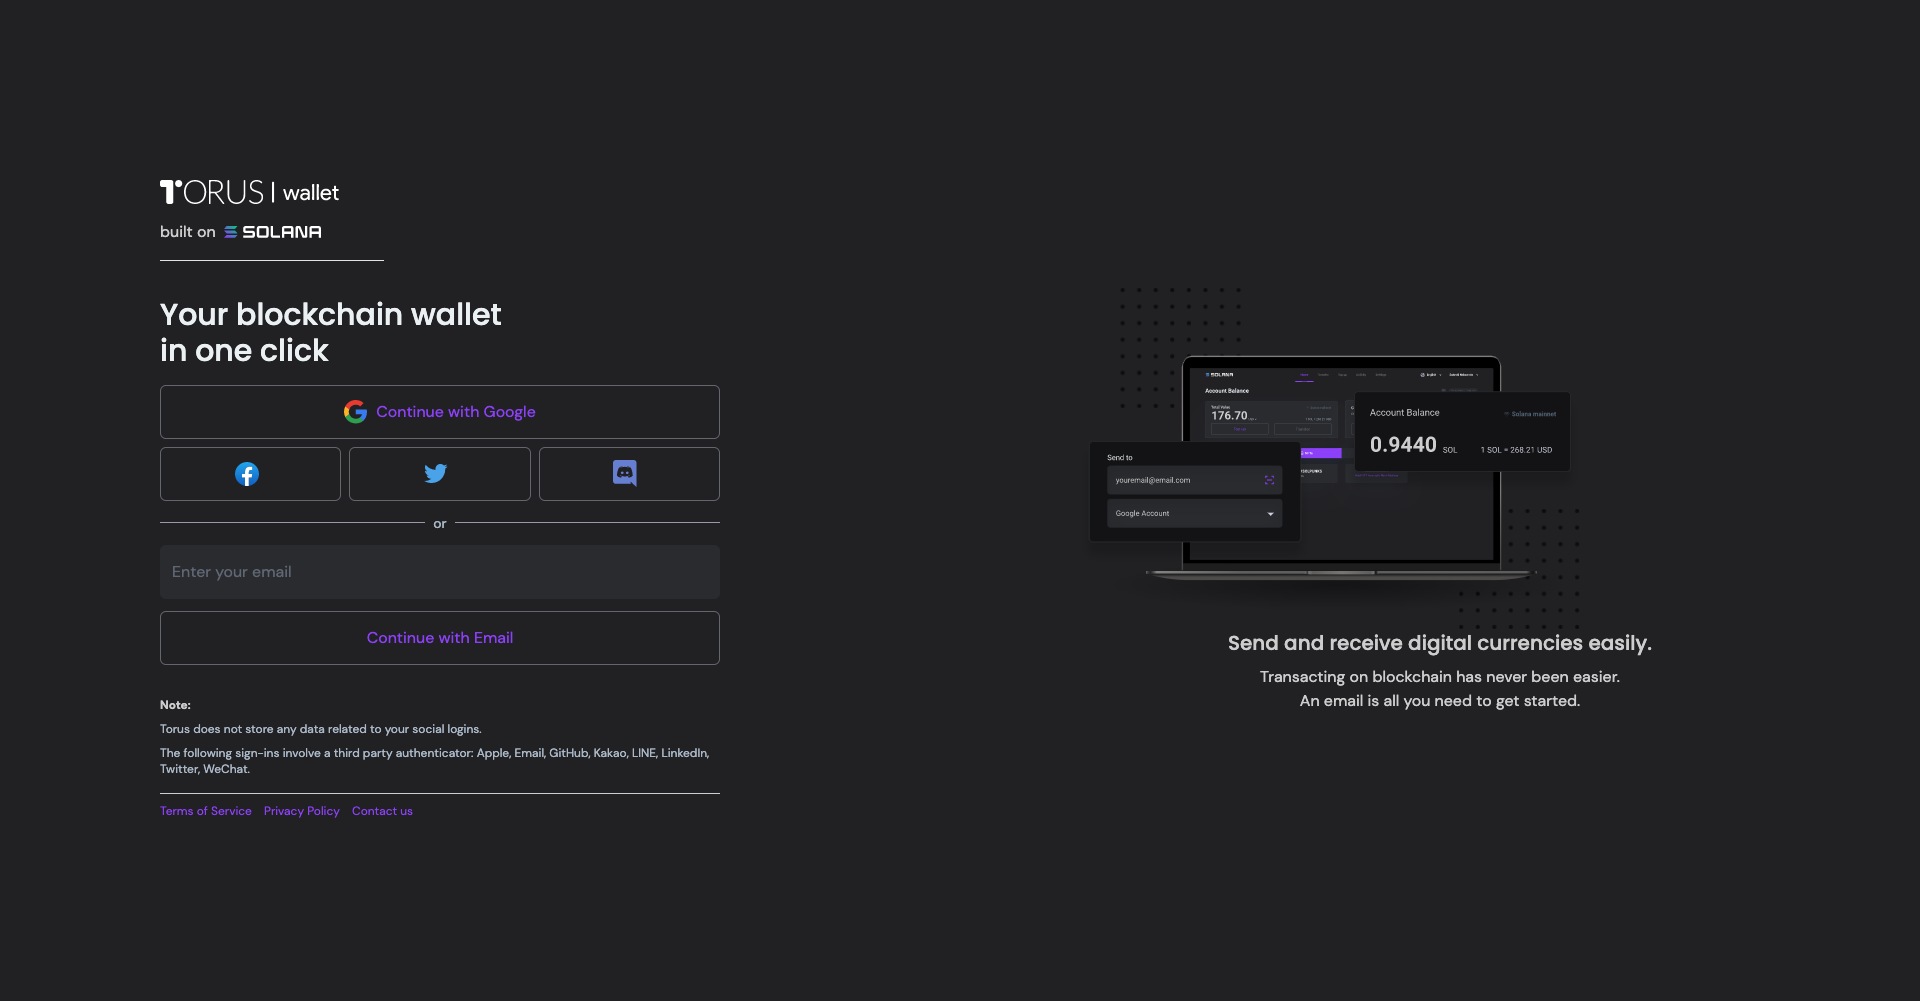 TORUS | wallet
built on SOLANA
Your blockchain wallet
in one click
Continue with Google
or
Enter your email
Continue with Email
Note:
Torus does not store any data related to your social logins.
The following sign-ins involve a third party authenticator: Apple, Email, GitHub, Kakao, LINE, LinkedIn,
Twitter, WeChat.
Terms of Service Privacy Policy Contact us
SOLANA
Account Balance
Total Value
176.70
Account Balance
Solana mainnet
0.9440 SOL 1 SOL = 268.21 USD
Send to
youremail@email.com
Google Account
Send and receive digital currencies easily.
Transacting on blockchain has never been easier.
An email is all you need to get started.